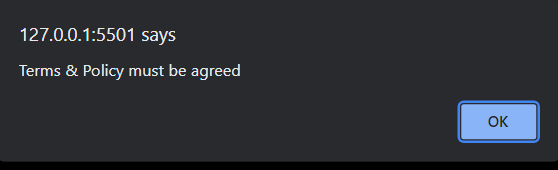 127.0.0.1:5501 says
Terms & Policy must be agreed
OK